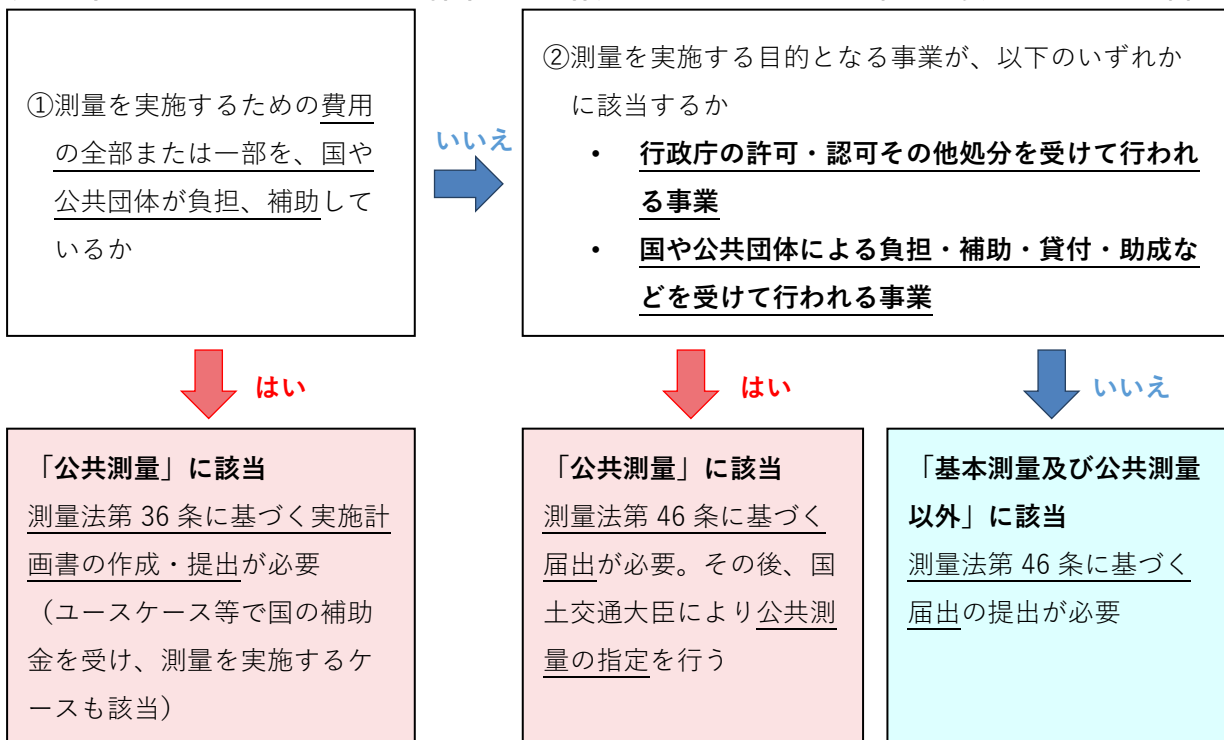 ①測量を実施するための費用
の全部または一部を、国や
公共団体が負担、補助して
いるか
いいえ
②測量を実施する目的となる事業が、以下のいずれか
に該当するか
• 行政庁の許可・認可その他処分を受けて行われ
る事業
• 国や公共団体による負担・補助・貸付・助成な
どを受けて行われる事業
はい
はい
いいえ
「公共測量」に該当
測量法第 36 条に基づく実施計
画書の作成・提出が必要
（ユースケース等で国の補助
金を受け、測量を実施するケ
ースも該当）
「公共測量」に該当
測量法第 46 条に基づく
届出が必要。その後、国
土交通大臣により公共測
量の指定を行う
「基本測量及び公共測量
以外」に該当
測量法第 46 条に基づく
届出の提出が必要